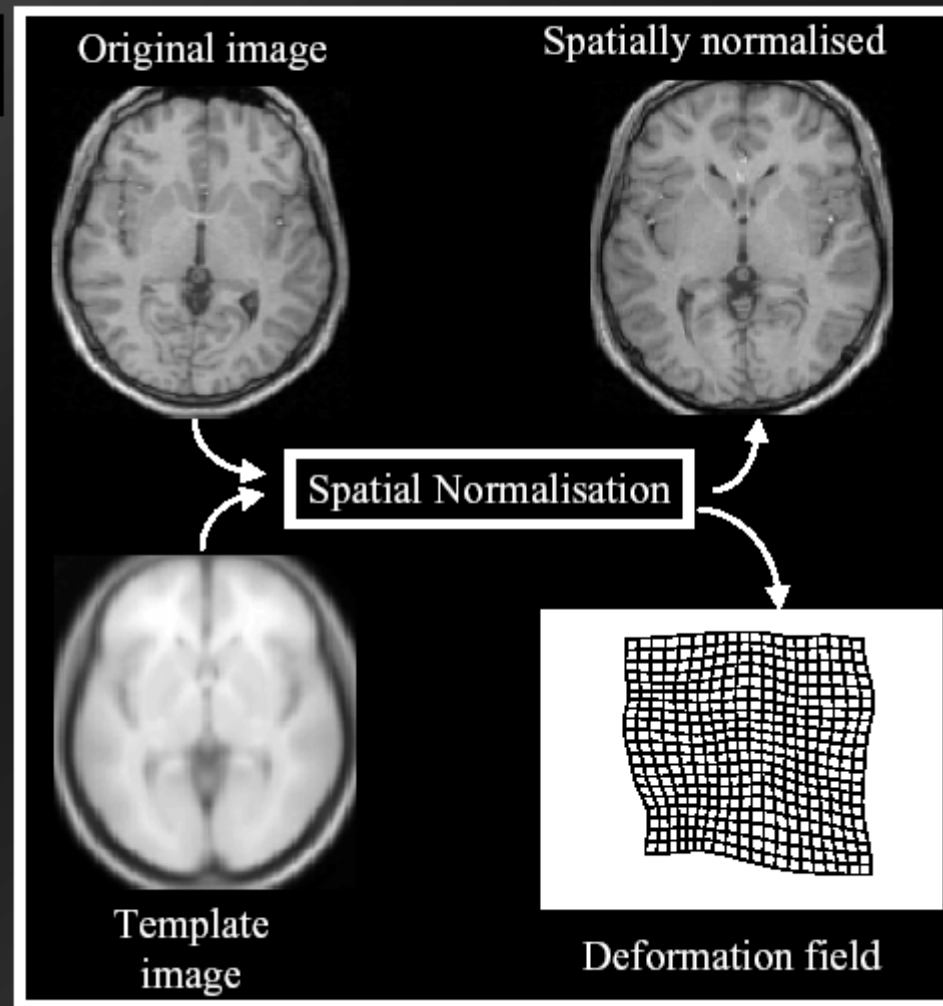 Original image
Spatially normalised
Spatial Normalisation
Template
image
Deformation field